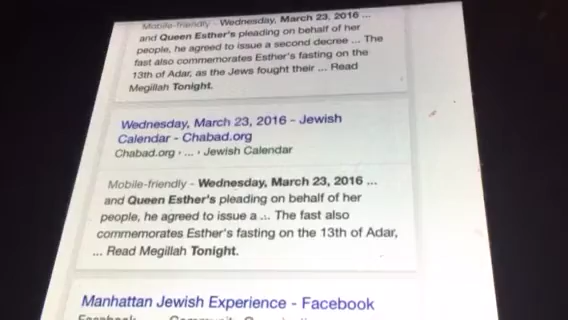 Mobile-friendly - Wednesday, March 23, 2016 ...
and Queen Esther's pleading on behalf of her
people, he agreed to issue a second decree ... The
fast also commemorates Esther's fasting on the
13th of Adar, as the Jews fought their ... Read
Megillah Tonight.
Wednesday, March 23, 2016 - Jewish
Calendar - Chabad.org
Chabad.org › ... › Jewish Calendar
Mobile-friendly - Wednesday, March 23, 2016 ...
and Queen Esther's pleading on behalf of her
people, he agreed to issue a ... The fast also
commemorates Esther's fasting on the 13th of Adar,
... Read Megillah Tonight.
Manhattan Jewish Experience - Facebook